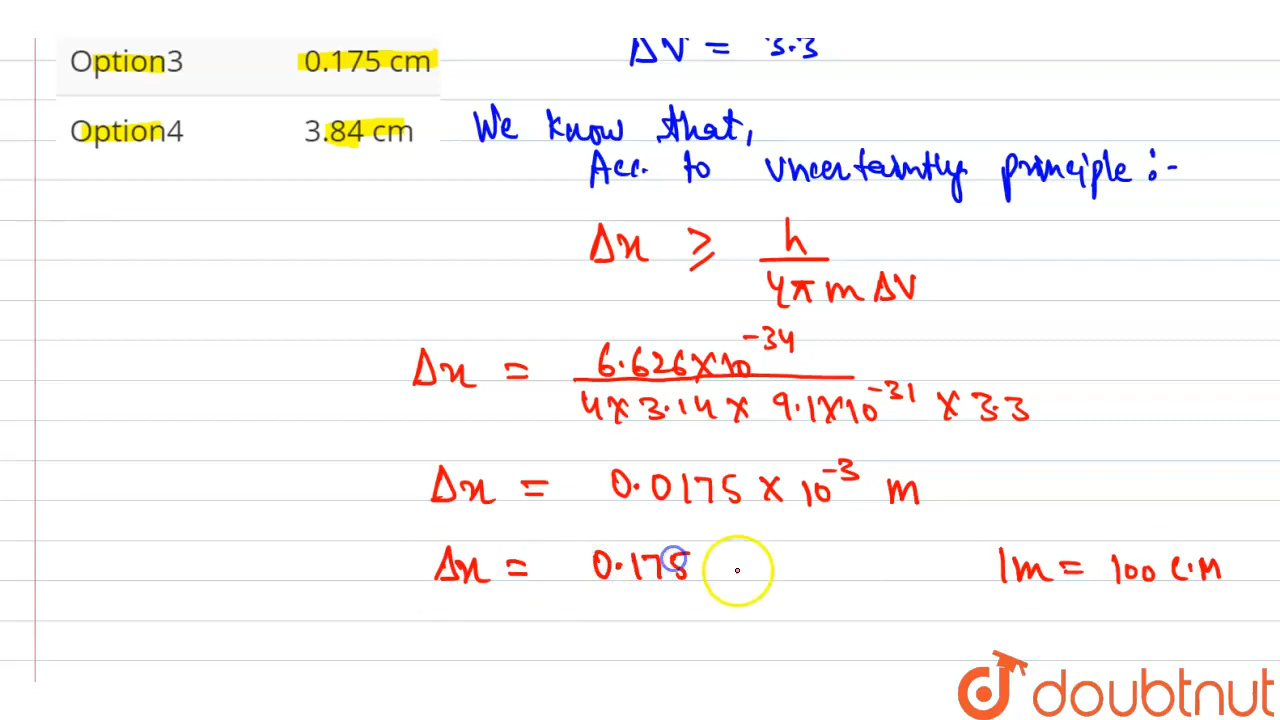 Option3 0.175 cm
ΔV = 3.3
Option4 3.84 cm
We know that,
Acc. to uncertaintly principle :-
Δx ≥ h / 4π m ΔV
Δx = 6.626×10⁻³⁴ / 4×3.14×9.1×10⁻³¹ × 3.3
Δx = 0.0175 × 10⁻³ m
Δx = 0.175 1m = 100 c.m
doubtnut